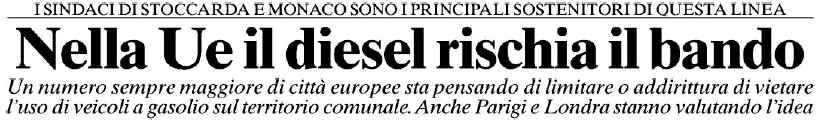 I SINDACI DI STOCCARDA E MONACO SONO I PRINCIPALI SOSTENITORI DI QUESTA LINEA
Nella Ue il diesel rischia il bando
Un numero sempre maggiore di città europee sta pensando di limitare o addirittura di vietare
l'uso di veicoli a gasolio sul territorio comunale. Anche Parigi e Londra stanno valutando l'idea